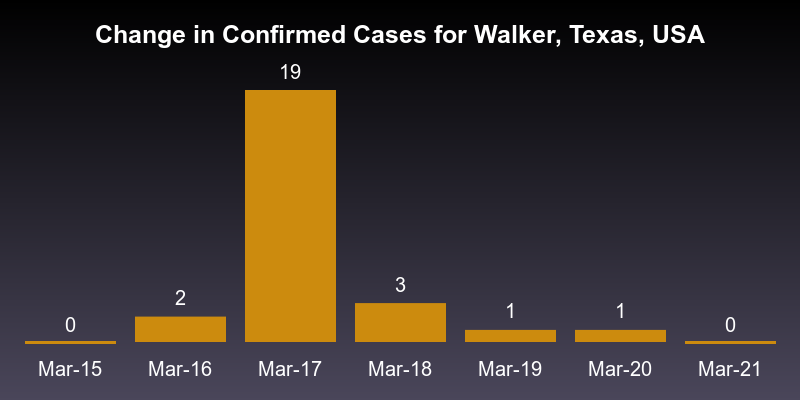 Change in Confirmed Cases for Walker, Texas, USA
0 2 19 3 1 1 0
Mar-15 Mar-16 Mar-17 Mar-18 Mar-19 Mar-20 Mar-21